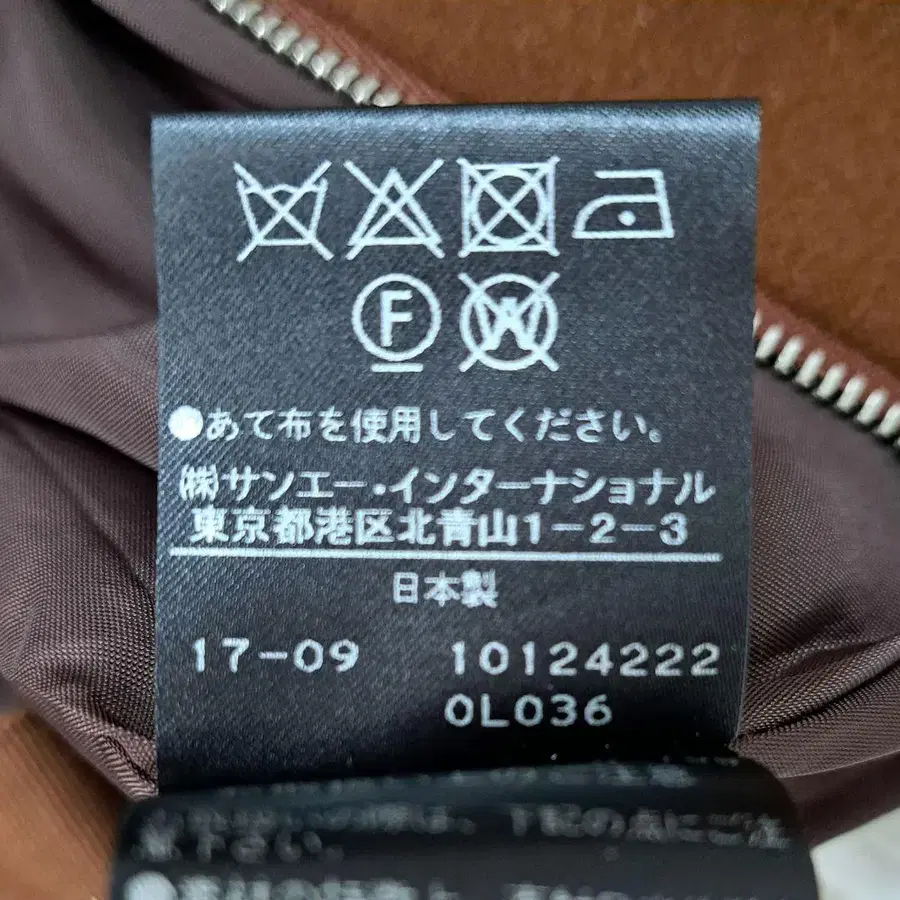 F W
●あて布を使用してください。
㈱サンエー・インターナショナル
東京都港区北青山1-2-3
日本製
17-09 10124222
0L036